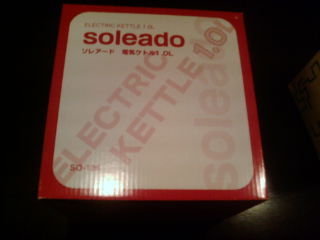 ELECTRIC KETTLE 1.0L
soleado
ソレアード 電気ケトル1.0L
ELECTRIC
KETTLE 1.0L
soleado